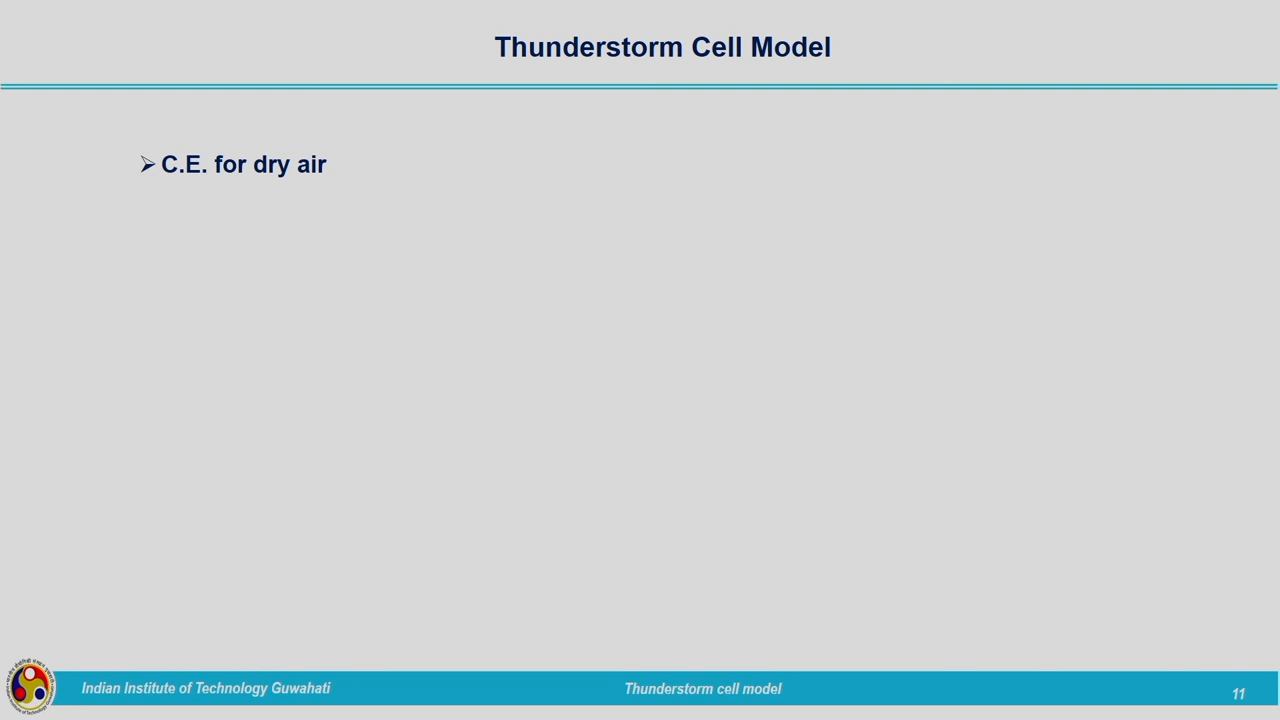 Thunderstorm Cell Model
➢ C.E. for dry air
Indian Institute of Technology Guwahati
Thunderstorm cell model
11